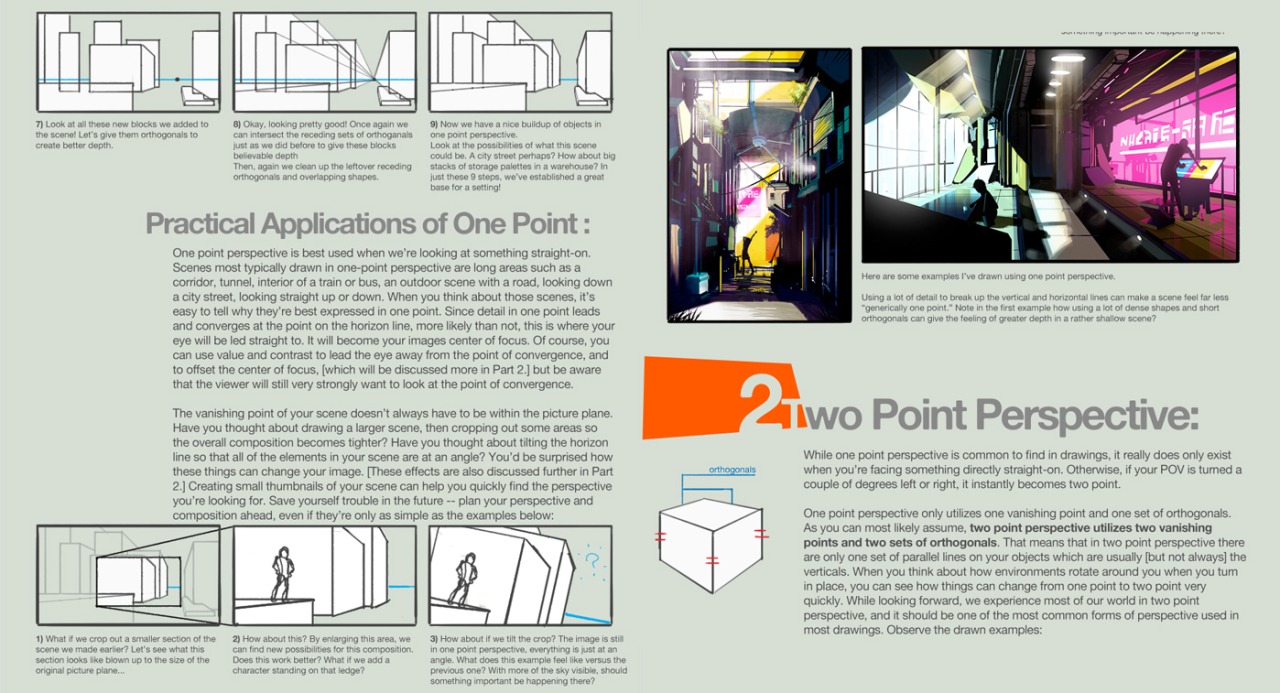 7) Look at all these new blocks we added to
the scene! Let's give them orthogonals to
create better depth.
8) Okay, looking pretty good! Once again we
can intersect the receding sets of orthoganals
just as we did before to give these blocks
believable depth
Then, again we clean up the leftover receding
orthogonals and overlapping shapes.
9) Now we have a nice buildup of objects in
one point perspective.
Look at the possibilities of what this scene
could be. A city street perhaps? How about big
stacks of storage palettes in a warehouse? In
just these 9 steps, we've established a great
base for a setting!
Practical Applications of One Point :
One point perspective is best used when we're looking at something straight-on.
Scenes most typically drawn in one-point perspective are long areas such as a
corridor, tunnel, interior of a train or bus, an outdoor scene with a road, looking down
a city street, looking straight up or down. When you think about those scenes, it's
easy to tell why they're best expressed in one point. Since detail in one point leads
and converges at the point on the horizon line, more likely than not, this is where your
eye will be led straight to. It will become your images center of focus. Of course, you
can use value and contrast to lead the eye away from the point of convergence, and
to offset the center of focus, [which will be discussed more in Part 2.] but be aware
that the viewer will still very strongly want to look at the point of convergence.
The vanishing point of your scene doesn't always have to be within the picture plane.
Have you thought about drawing a larger scene, then cropping out some areas so
the overall composition becomes tighter? Have you thought about tilting the horizon
line so that all of the elements in your scene are at an angle? You'd be surprised how
these things can change your image. [These effects are also discussed further in Part
2.] Creating small thumbnails of your scene can help you quickly find the perspective
you're looking for. Save yourself trouble in the future -- plan your perspective and
composition ahead, even if they're only as simple as the examples below:
?
1) What if we crop out a smaller section of the
scene we made earlier? Let's see what this
section looks like blown up to the size of the
original picture plane...
2) How about this? By enlarging this area, we
can find new possibilities for this composition.
Does this work better? What if we add a
character standing on that ledge?
3) How about if we tilt the crop? The image is still
in one point perspective, everything is just at an
angle. What does this example feel like versus the
previous one? With more of the sky visible, should
something important be happening there?
something important be happening there?
Here are some examples I've drawn using one point perspective.
Using a lot of detail to break up the vertical and horizontal lines can make a scene feel far less
"generically one point." Note in the first example how using a lot of dense shapes and short
orthogonals can give the feeling of greater depth in a rather shallow scene?
2 Two Point Perspective:
orthogonals
While one point perspective is common to find in drawings, it really does only exist
when you're facing something directly straight-on. Otherwise, if your POV is turned a
couple of degrees left or right, it instantly becomes two point.
One point perspective only utilizes one vanishing point and one set of orthogonals.
As you can most likely assume, two point perspective utilizes two vanishing
points and two sets of orthogonals. That means that in two point perspective there
are only one set of parallel lines on your objects which are usually [but not always] the
verticals. When you think about how environments rotate around you when you turn
in place, you can see how things can change from one point to two point very
quickly. While looking forward, we experience most of our world in two point
perspective, and it should be one of the most common forms of perspective used in
most drawings. Observe the drawn examples: